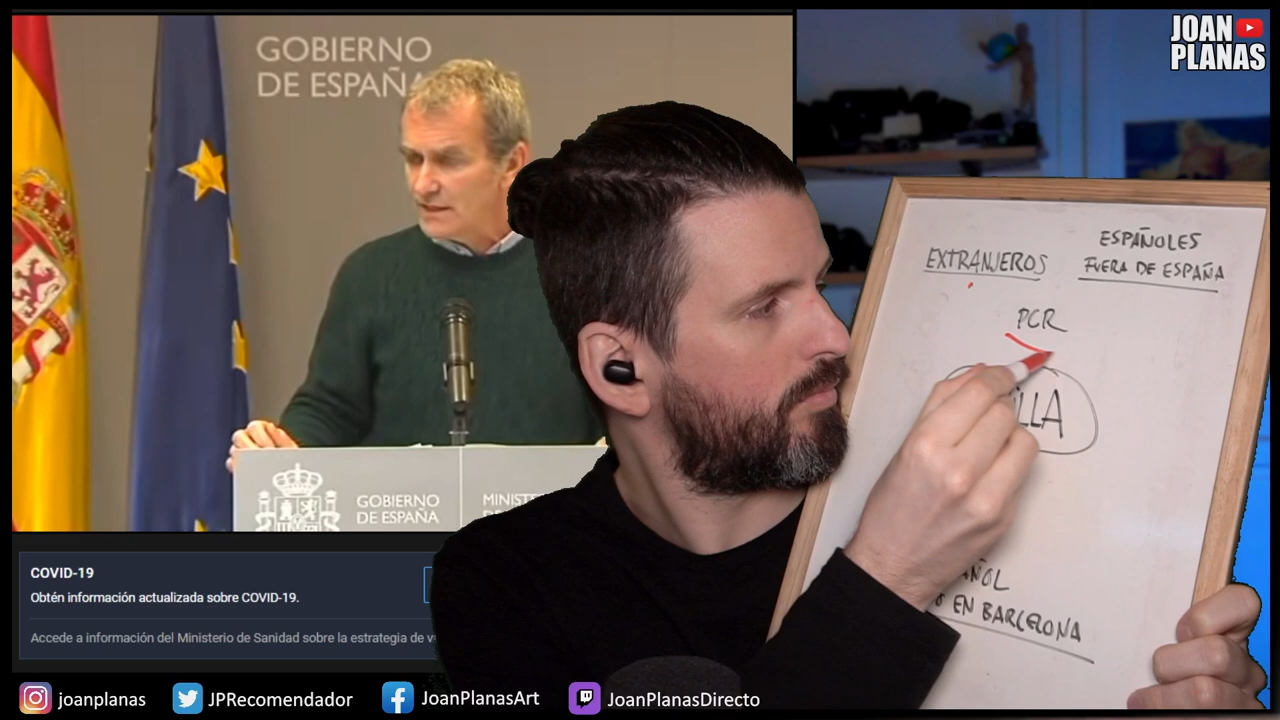 GOBIERNO
DE ESPAÑA
JOAN
PLANAS
EXTRANJEROS
ESPAÑOLES
FUERA DE ESPAÑA
PCR
EN BARCELONA
GOBIERNO
DE ESPAÑA
COVID-19
Obtén información actualizada sobre COVID-19.
Accede a información del Ministerio de Sanidad sobre la estrategia de
joanplanas
JPRecomendador
JoanPlanasArt
JoanPlanasDirecto